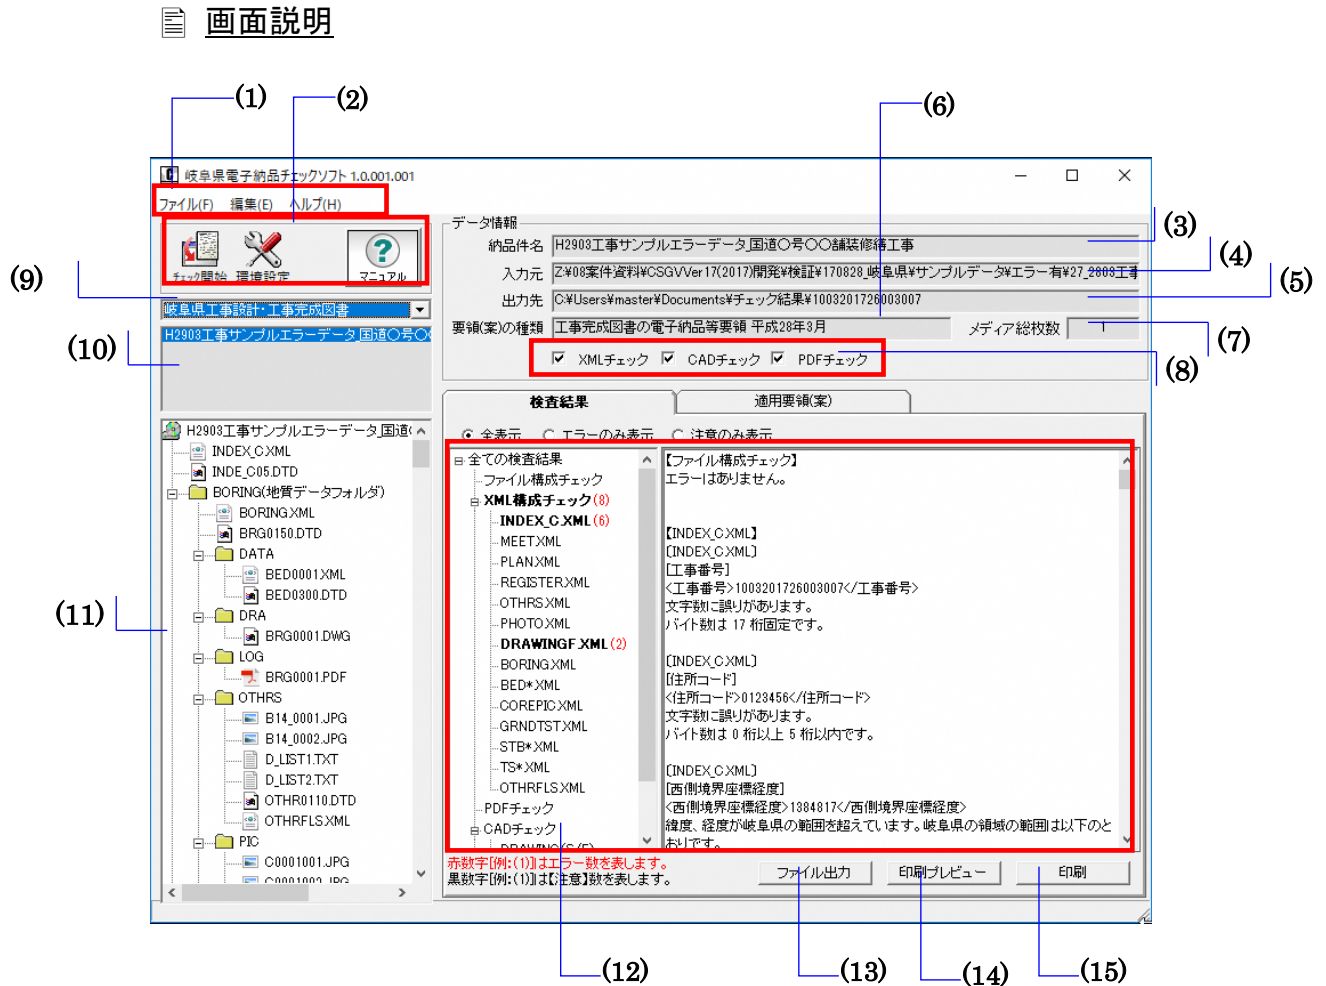 画面説明
(1)
(2)
(6)
岐阜県電子納品チェックソフト 1.0.001.001
ファイル(F) 編集(E) ヘルプ(H)
チェック開始 環境設定 マニュアル
データ情報
納品件名 H2903工事サンプルエラーデータ_国道〇号〇〇舗装修繕工事
(3)
入力元 Z:¥08案件資料¥CSGVVer17(2017)開発¥検証¥170828_岐阜県¥サンプルデータ¥エラー有¥27_2803工事
(4)
出力先 C:¥Users¥master¥Documents¥チェック結果¥1003201726003007
(5)
要領(案)の種類 工事完成図書の電子納品等要領 平成28年3月 メディア総枚数 1
(7)
XMLチェック CADチェック PDFチェック
(8)
(9)
岐阜県工事設計・工事完成図書
(10)
H2903工事サンプルエラーデータ_国道〇号〇
H2903工事サンプルエラーデータ_国道
INDEX_C.XML
INDE_C05.DTD
BORING(地質データフォルダ)
BORING.XML
BRG0150.DTD
DATA
BED0001.XML
BED0300.DTD
(11)
DRA
BRG0001.DWG
LOG
BRG0001.PDF
OTHRS
B14_0001.JPG
B14_0002.JPG
D_LIST1.TXT
D_LIST2.TXT
OTHR0110.DTD
OTHRFLS.XML
PIC
C0001001.JPG
C0001002.JPG
検査結果 適用要領(案)
全表示 エラーのみ表示 注意のみ表示
全ての検査結果
ファイル構成チェック
XML構成チェック(8)
INDEX_C.XML(6)
MEET.XML
PLAN.XML
REGISTER.XML
OTHRS.XML
PHOTO.XML
DRAWINGF.XML(2)
BORING.XML
BED*.XML
COREPIC.XML
GRNDTST.XML
STB*.XML
TS*.XML
OTHRFLS.XML
PDFチェック
CADチェック
DRAWING(S/F)
【ファイル構成チェック】
エラーはありません。
【INDEX_C.XML】
[INDEX_C.XML]
[工事番号]
<工事番号>1003201726003007</工事番号>
文字数に誤りがあります。
バイト数は 17 桁固定です。
[INDEX_C.XML]
[住所コード]
<住所コード>0123456</住所コード>
文字数に誤りがあります。
バイト数は 0 桁以上 5 桁以内です。
[INDEX_C.XML]
[西側境界座標経度]
<西側境界座標経度>1384817</西側境界座標経度>
緯度、経度が岐阜県の範囲を超えています。岐阜県の領域の範囲は以下のと
おりです。
赤数字[例:(1)]はエラー数を表します。
黒数字[例:(1)]は【注意】数を表します。
ファイル出力 印刷プレビュー 印刷
(12)
(13)
(14)
(15)